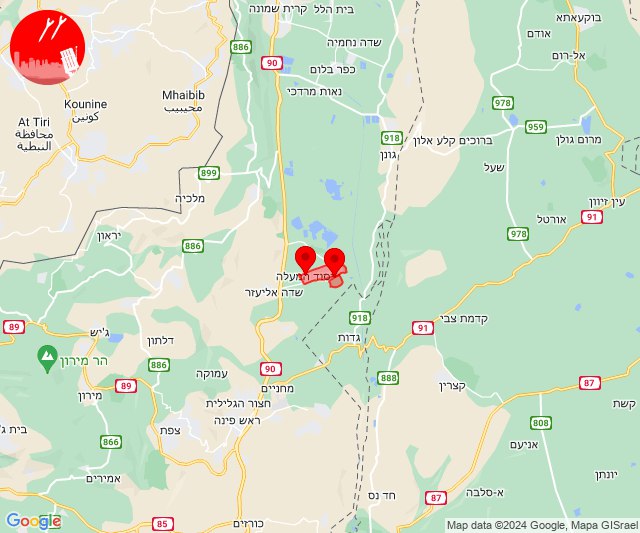 בית הלל
קרית שמונה
בוקעאתא
אודם
אל-רום
שדה נחמיה
כפר בלום
נאות מרדכי
886
90
Mhaibib
محيبيب
Kounine
كونين
At Tiri
محافظة
النبطية
978
959
918
ברוכים קלע אלון
מרום גולן
גונן
שעל
899
מלכיה
עין זיוון
אורטל
91
978
יראון
886
יסוד המעלה
שדה אליעזר
918
קדמת צבי
91
גדות
89
ג'יש
דלתון
הר מירון
886
עמוקה
90
מחניים
888
קצרין
87
89
מירון
חצור הגלילית
ראש פינה
קשת
808
צפת
866
אניעם
אמירים
יונתן
חד נס
א-סלבה
87
85
כורזים
Google
Map data ©2024 Google, Mapa GISrael